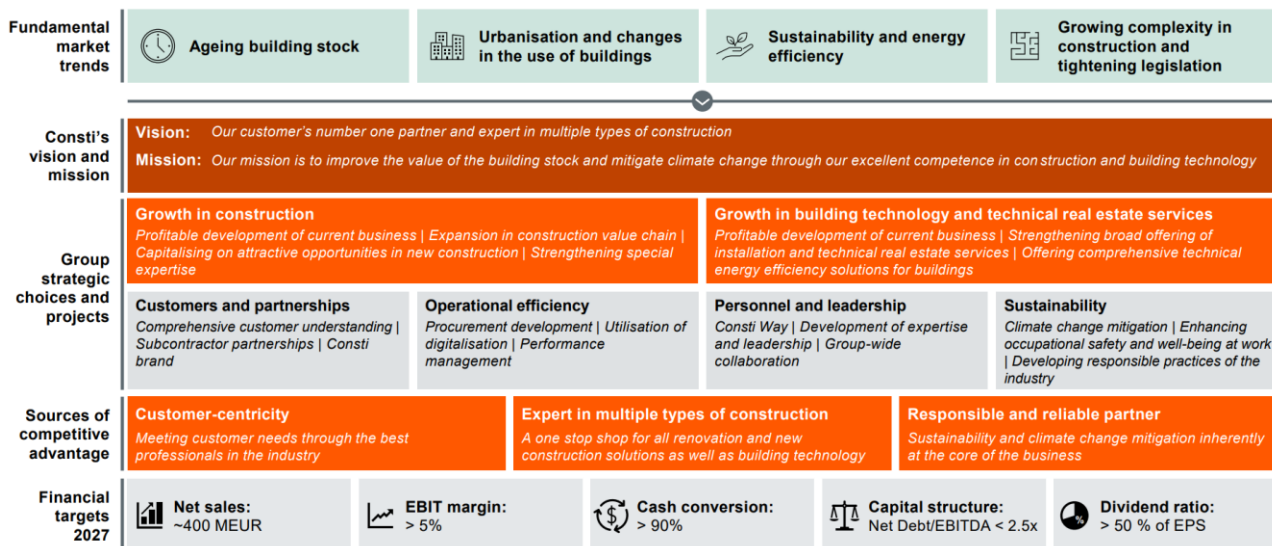 Fundamental
market
trends
Ageing building stock
Urbanisation and changes
in the use of buildings
Sustainability and energy
efficiency
Growing complexity in
construction and
tightening legislation
Consti's
vision and
mission
Vision: Our customer's number one partner and expert in multiple types of construction
Mission: Our mission is to improve the value of the building stock and mitigate climate change through our excellent competence in construction and building technology
Group
strategic
choices and
projects
Growth in construction
Profitable development of current business | Expansion in construction value chain |
Capitalising on attractive opportunities in new construction | Strengthening special
expertise
Growth in building technology and technical real estate services
Profitable development of current business | Strengthening broad offering of
installation and technical real estate services | Offering comprehensive technical
energy efficiency solutions for buildings
Customers and partnerships
Comprehensive customer understanding |
Subcontractor partnerships | Consti
brand
Operational efficiency
Procurement development | Utilisation of
digitalisation | Performance
management
Personnel and leadership
Consti Way | Development of expertise
and leadership | Group-wide
collaboration
Sustainability
Climate change mitigation | Enhancing
occupational safety and well-being at work
| Developing responsible practices of the
industry
Sources of
competitive
advantage
Customer-centricity
Meeting customer needs through the best
professionals in the industry
Expert in multiple types of construction
A one stop shop for all renovation and new
construction solutions as well as building technology
Responsible and reliable partner
Sustainability and climate change mitigation inherently
at the core of the business
Financial
targets
2027
Net sales:
~400 MEUR
EBIT margin:
> 5%
Cash conversion:
> 90%
Capital structure:
Net Debt/EBITDA < 2.5x
Dividend ratio:
> 50 % of EPS